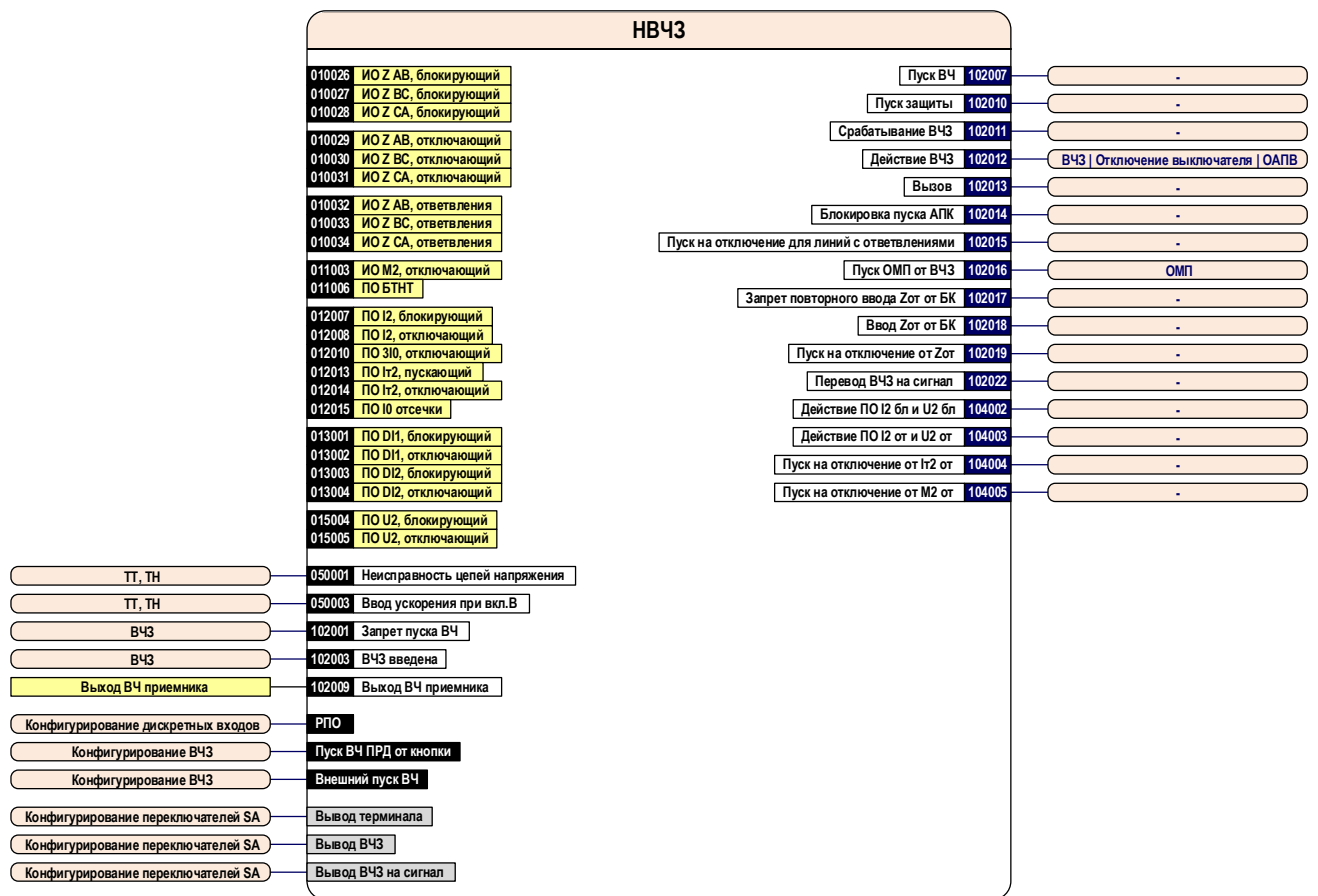 НВЧЗ
010026 ИО Z АВ, блокирующий
010027 ИО Z ВС, блокирующий
010028 ИО Z СА, блокирующий
010029 ИО Z АВ, отключающий
010030 ИО Z ВС, отключающий
010031 ИО Z СА, отключающий
010032 ИО Z АВ, ответвления
010033 ИО Z ВС, ответвления
010034 ИО Z СА, ответвления
011003 ИО М2, отключающий
011006 ПО БТНТ
012007 ПО I2, блокирующий
012008 ПО I2, отключающий
012010 ПО 3I0, отключающий
012013 ПО Iт2, пускающий
012014 ПО Iт2, отключающий
012015 ПО I0 отсечки
013001 ПО DI1, блокирующий
013002 ПО DI1, отключающий
013003 ПО DI2, блокирующий
013004 ПО DI2, отключающий
015004 ПО U2, блокирующий
015005 ПО U2, отключающий
ТТ, ТН 050001 Неисправность цепей напряжения
ТТ, ТН 050003 Ввод ускорения при вкл.В
ВЧЗ 102001 Запрет пуска ВЧ
ВЧЗ 102003 ВЧЗ введена
Выход ВЧ приемника 102009 Выход ВЧ приемника
Конфигурирование дискретных входов РПО
Конфигурирование ВЧЗ Пуск ВЧ ПРД от кнопки
Конфигурирование ВЧЗ Внешний пуск ВЧ
Конфигурирование переключателей SA Вывод терминала
Конфигурирование переключателей SA Вывод ВЧЗ
Конфигурирование переключателей SA Вывод ВЧЗ на сигнал
Пуск ВЧ 102007 -
Пуск защиты 102010 -
Срабатывание ВЧЗ 102011 -
Действие ВЧЗ 102012 ВЧЗ | Отключение выключателя | ОАПВ
Вызов 102013 -
Блокировка пуска АПК 102014 -
Пуск на отключение для линий с ответвлениями 102015 -
Пуск ОМП от ВЧЗ 102016 ОМП
Запрет повторного ввода Zот от БК 102017 -
Ввод Zот от БК 102018 -
Пуск на отключение от Zот 102019 -
Перевод ВЧЗ на сигнал 102022 -
Действие ПО I2 бл и U2 бл 104002 -
Действие ПО I2 от и U2 от 104003 -
Пуск на отключение от Iт2 от 104004 -
Пуск на отключение от М2 от 104005 -